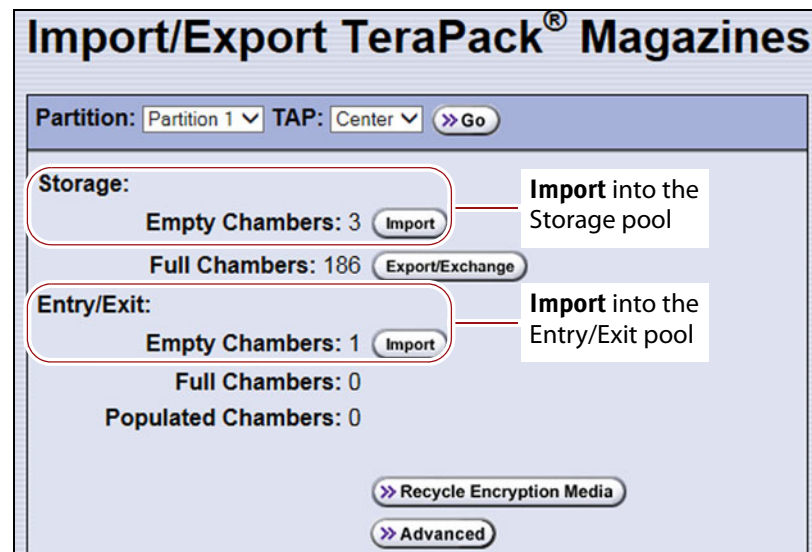 Import/Export TeraPack® Magazines
Partition: Partition 1 TAP: Center Go
Storage:
Empty Chambers: 3 Import
Import into the
Storage pool
Full Chambers: 186 Export/Exchange
Entry/Exit:
Empty Chambers: 1 Import
Import into the
Entry/Exit pool
Full Chambers: 0
Populated Chambers: 0
Recycle Encryption Media
Advanced